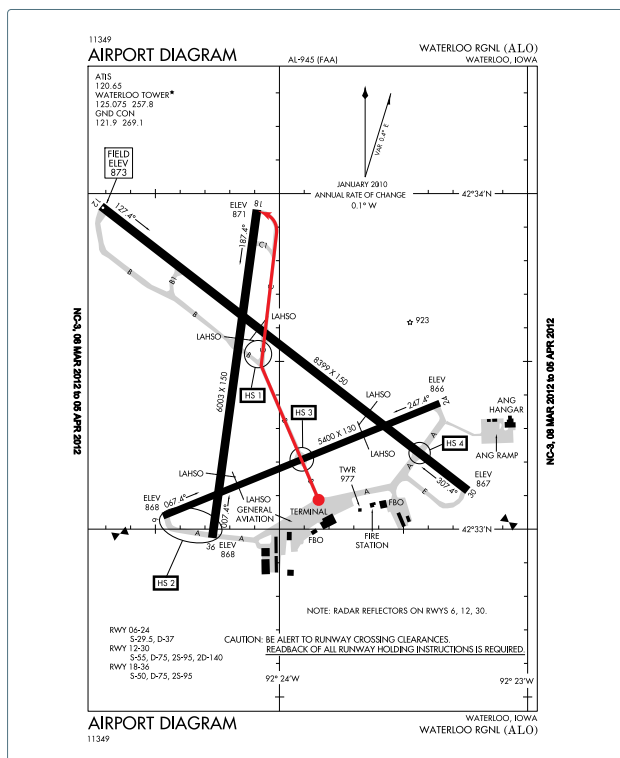 11349
AIRPORT DIAGRAM
AL-945 (FAA)
WATERLOO RGNL (ALO)
WATERLOO, IOWA
ATIS
120.65
WATERLOO TOWER*
125.075 257.8
GND CON
121.9 269.1
VAR 0.4° E
JANUARY 2010
ANNUAL RATE OF CHANGE
0.1° W
FIELD
ELEV
873
42°34'N
12
127.4°
ELEV
871
18
187.4°
C1
C
B
B1
B
923
LAHSO
LAHSO
B
C
HS 1
6003 X 150
8399 X 150
NC-3, 08 MAR 2012 to 05 APR 2012
NC-3, 08 MAR 2012 to 05 APR 2012
LAHSO
ELEV
866
247.4°
24
ANG
HANGAR
C
HS 3
5400 X 130
LAHSO
A
HS 4
ANG RAMP
LAHSO
LAHSO
TWR
977
ELEV
867
307.4°
30
E
ELEV
868
067.4°
007.4°
GENERAL
AVIATION
C
TERMINAL
A
A
FBO
6
A
36
ELEV
868
A
FBO
FIRE
STATION
42°33'N
HS 2
NOTE: RADAR REFLECTORS ON RWYS 6, 12, 30.
RWY 06-24
S-29.5, D-37
RWY 12-30
S-55, D-75, 2S-95, 2D-140
RWY 18-36
S-50, D-75, 2S-95
CAUTION: BE ALERT TO RUNWAY CROSSING CLEARANCES.
READBACK OF ALL RUNWAY HOLDING INSTRUCTIONS IS REQUIRED.
92° 24'W
92° 23'W
AIRPORT DIAGRAM
11349
WATERLOO, IOWA
WATERLOO RGNL (ALO)